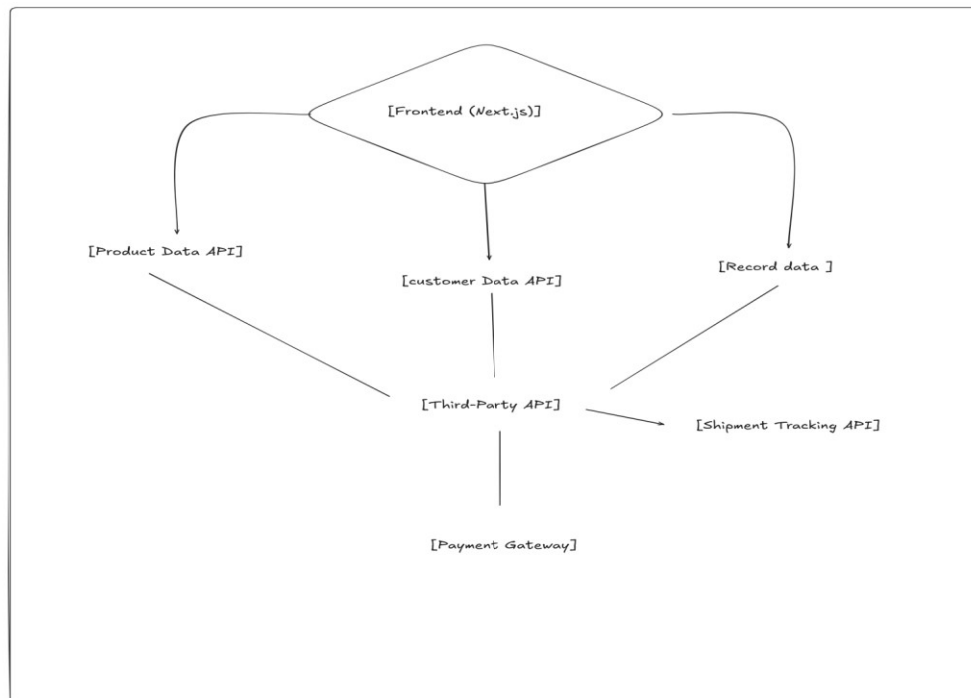 [Frontend (Next.js)]
[Product Data API]
[customer Data API]
[Record data ]
[Third-Party API]
[Shipment Tracking API]
[Payment Gateway]